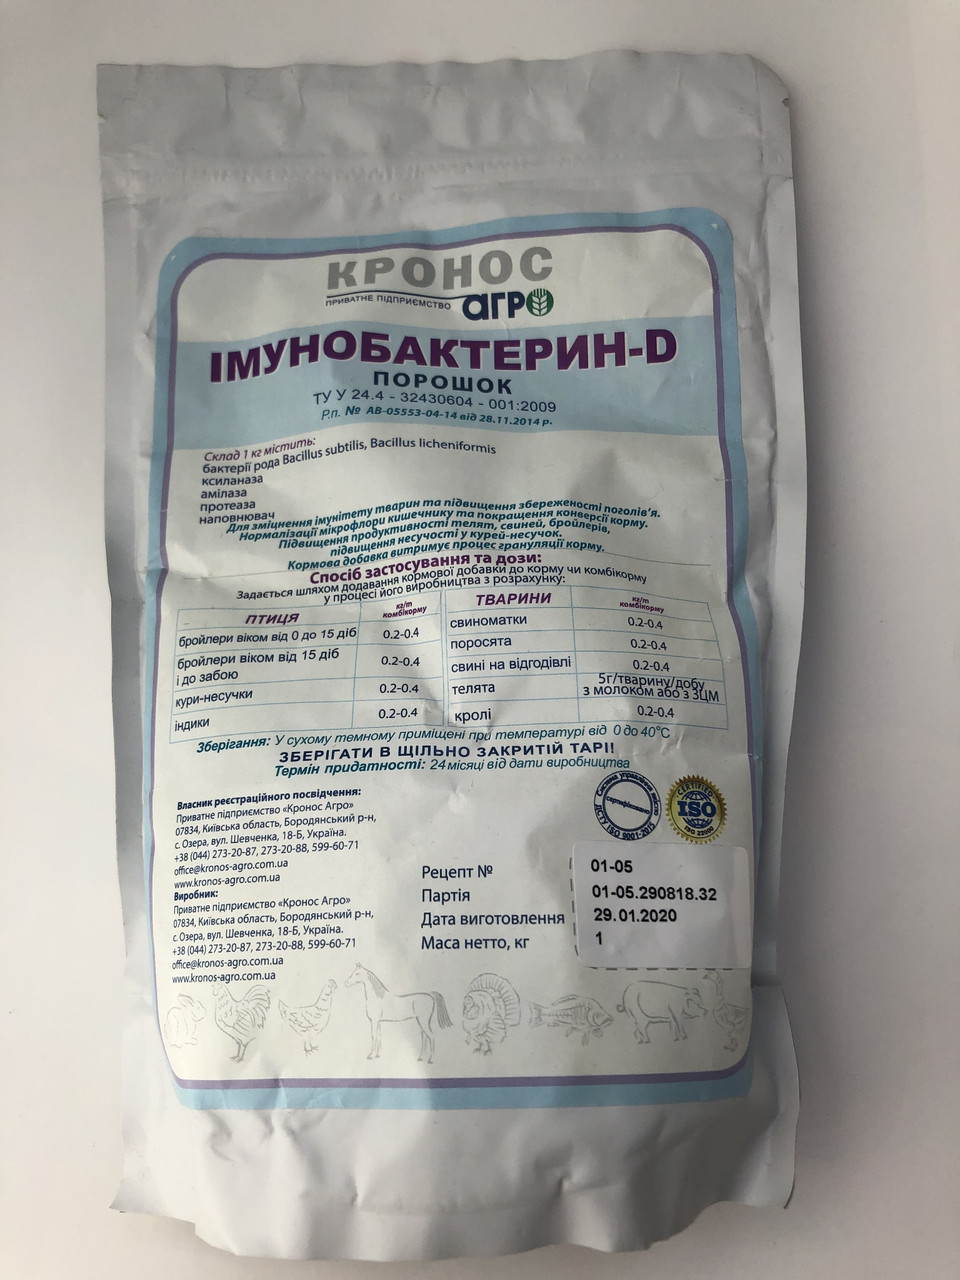 КРОНОС
ПРИВАТНЕ ПІДПРИЄМСТВО АГРО
ІМУНОБАКТЕРИН-D
ПОРОШОК
ТУ У 24.4 - 32430604 - 001:2009
Р.п. № АВ-05553-04-14 від 28.11.2014 р.
Склад 1 кг містить:
бактерії рода Bacillus subtilis, Bacillus licheniformis
ксиланаза
амілаза
протеаза
наповнювач
Для зміцнення імунітету тварин та підвищення збереженості поголів'я.
Нормалізації мікрофлори кишечнику та покращення конверсії корму.
Підвищення продуктивності телят, свиней, бройлерів,
підвищення несучості у курей-несучок.
Кормова добавка витримує процес грануляції корму.
Спосіб застосування та дози:
Задається шляхом додавання кормової добавки до корму чи комбікорму
у процесі його виробництва з розрахунку:
ПТИЦЯ кг/т комбікорму
бройлери віком від 0 до 15 діб 0.2-0.4
бройлери віком від 15 діб
і до забою 0.2-0.4
кури-несучки 0.2-0.4
індики 0.2-0.4
ТВАРИНИ кг/т комбікорму
свиноматки 0.2-0.4
поросята 0.2-0.4
свині на відгодівлі 0.2-0.4
телята 5г/тварину/добу
з молоком або з ЗЦМ
кролі 0.2-0.4
Зберігання: У сухому темному приміщені при температурі від 0 до 40°С
ЗБЕРІГАТИ В ЩІЛЬНО ЗАКРИТІЙ ТАРІ!
Термін придатності: 24 місяці від дати виробництва
Власник реєстраційного посвідчення:
Приватне підприємство «Кронос Агро»
07834, Київська область, Бородянський р-н,
с. Озера, вул. Шевченка, 18-Б, Україна.
+38 (044) 273-20-87, 273-20-88, 599-60-71
office@kronos-agro.com.ua
www.kronos-agro.com.ua
Виробник:
Приватне підприємство «Кронос Агро»
07834, Київська область, Бородянський р-н,
с. Озера, вул. Шевченка, 18-Б, Україна.
+38 (044) 273-20-87, 273-20-88, 599-60-71
office@kronos-agro.com.ua
www.kronos-agro.com.ua
Система управління якістю
сертифіковано
ДСТУ ISO 9001-2015
CERTIFIED
ISO
ISO 22000
Рецепт № 01-05
Партія 01-05.290818.32
Дата виготовлення 29.01.2020
Маса нетто, кг 1